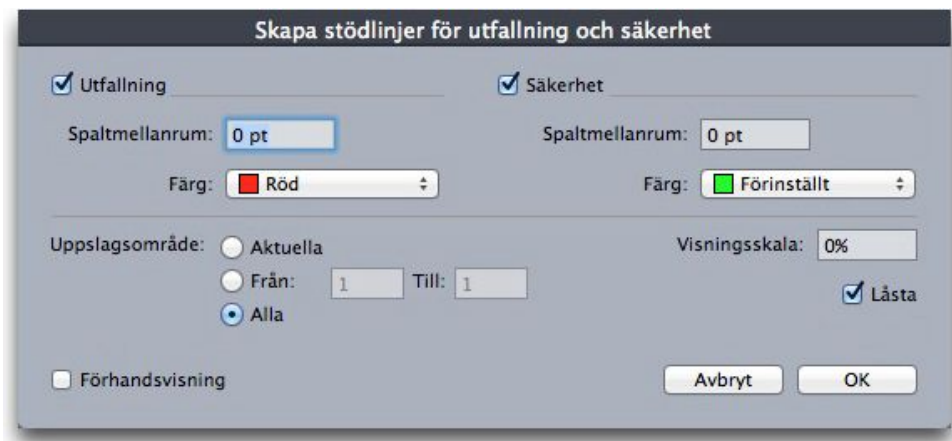 Skapa stödlinjer för utfallning och säkerhet
Utfallning
Säkerhet
Spaltmellanrum: 0 pt
Spaltmellanrum: 0 pt
Färg: Röd
Färg: Förinställt
Uppslagsområde: Aktuella
Visningsskala: 0%
Från: 1 Till: 1
Låsta
Alla
Förhandsvisning
Avbryt
OK